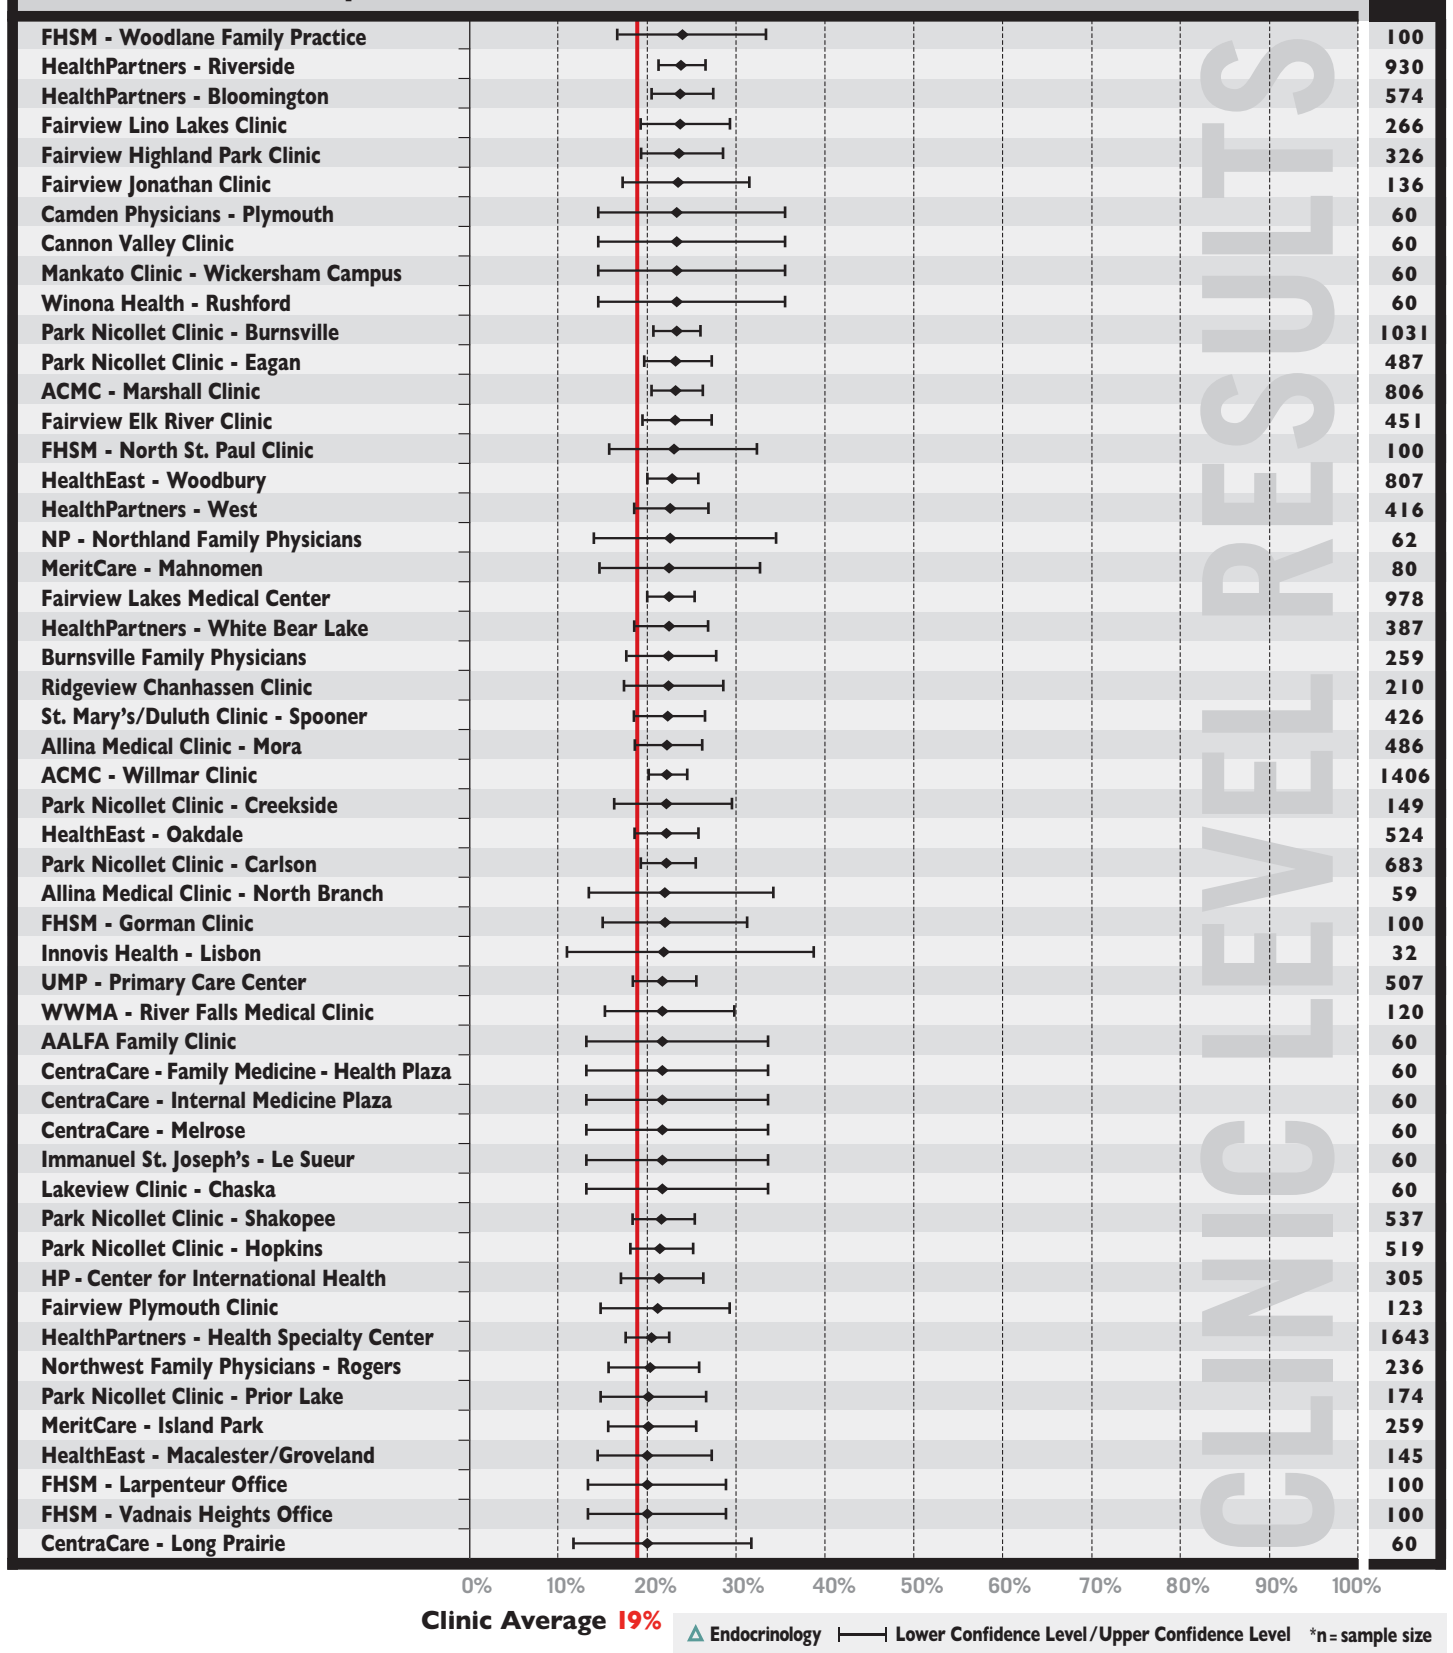 FHSM - Woodlane Family Practice 100
HealthPartners - Riverside 930
HealthPartners - Bloomington 574
Fairview Lino Lakes Clinic 266
Fairview Highland Park Clinic 326
Fairview Jonathan Clinic 136
Camden Physicians - Plymouth 60
Cannon Valley Clinic 60
Mankato Clinic - Wickersham Campus 60
Winona Health - Rushford 60
Park Nicollet Clinic - Burnsville 1031
Park Nicollet Clinic - Eagan 487
ACMC - Marshall Clinic 806
Fairview Elk River Clinic 451
FHSM - North St. Paul Clinic 100
HealthEast - Woodbury 807
HealthPartners - West 416
NP - Northland Family Physicians 62
MeritCare - Mahnomen 80
Fairview Lakes Medical Center 978
HealthPartners - White Bear Lake 387
Burnsville Family Physicians 259
Ridgeview Chanhassen Clinic 210
St. Mary's/Duluth Clinic - Spooner 426
Allina Medical Clinic - Mora 486
ACMC - Willmar Clinic 1406
Park Nicollet Clinic - Creekside 149
HealthEast - Oakdale 524
Park Nicollet Clinic - Carlson 683
Allina Medical Clinic - North Branch 59
FHSM - Gorman Clinic 100
Innovis Health - Lisbon 32
UMP - Primary Care Center 507
WWMA - River Falls Medical Clinic 120
AALFA Family Clinic 60
CentraCare - Family Medicine - Health Plaza 60
CentraCare - Internal Medicine Plaza 60
CentraCare - Melrose 60
Immanuel St. Joseph's - Le Sueur 60
Lakeview Clinic - Chaska 60
Park Nicollet Clinic - Shakopee 537
Park Nicollet Clinic - Hopkins 519
HP - Center for International Health 305
Fairview Plymouth Clinic 123
HealthPartners - Health Specialty Center 1643
Northwest Family Physicians - Rogers 236
Park Nicollet Clinic - Prior Lake 174
MeritCare - Island Park 259
HealthEast - Macalester/Groveland 145
FHSM - Larpenteur Office 100
FHSM - Vadnais Heights Office 100
CentraCare - Long Prairie 60
CLINIC LEVEL RESULTS
0% 10% 20% 30% 40% 50% 60% 70% 80% 90% 100%
Clinic Average 19%
Endocrinology Lower Confidence Level/Upper Confidence Level *n=sample size